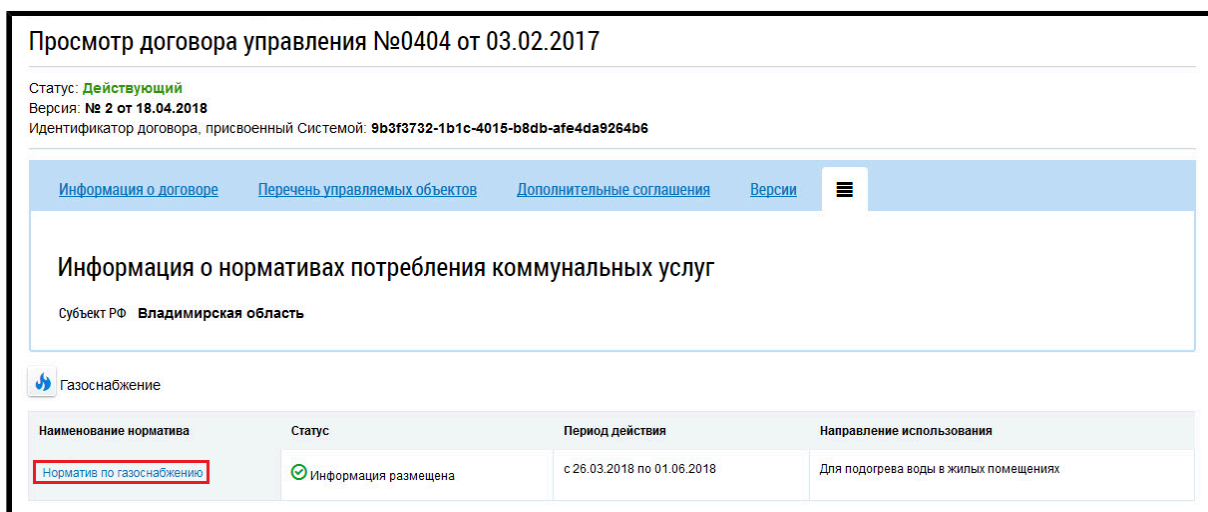 Просмотр договора управления №0404 от 03.02.2017
Статус: Действующий
Версия: № 2 от 18.04.2018
Идентификатор договора, присвоенный Системой: 9b3f3732-1b1c-4015-b8db-afe4da9264b6
Информация о договоре Перечень управляемых объектов Дополнительные соглашения Версии
Информация о нормативах потребления коммунальных услуг
Субъект РФ Владимирская область
Газоснабжение
Наименование норматива Статус Период действия Направление использования
Норматив по газоснабжению Информация размещена с 26.03.2018 по 01.06.2018 Для подогрева воды в жилых помещениях